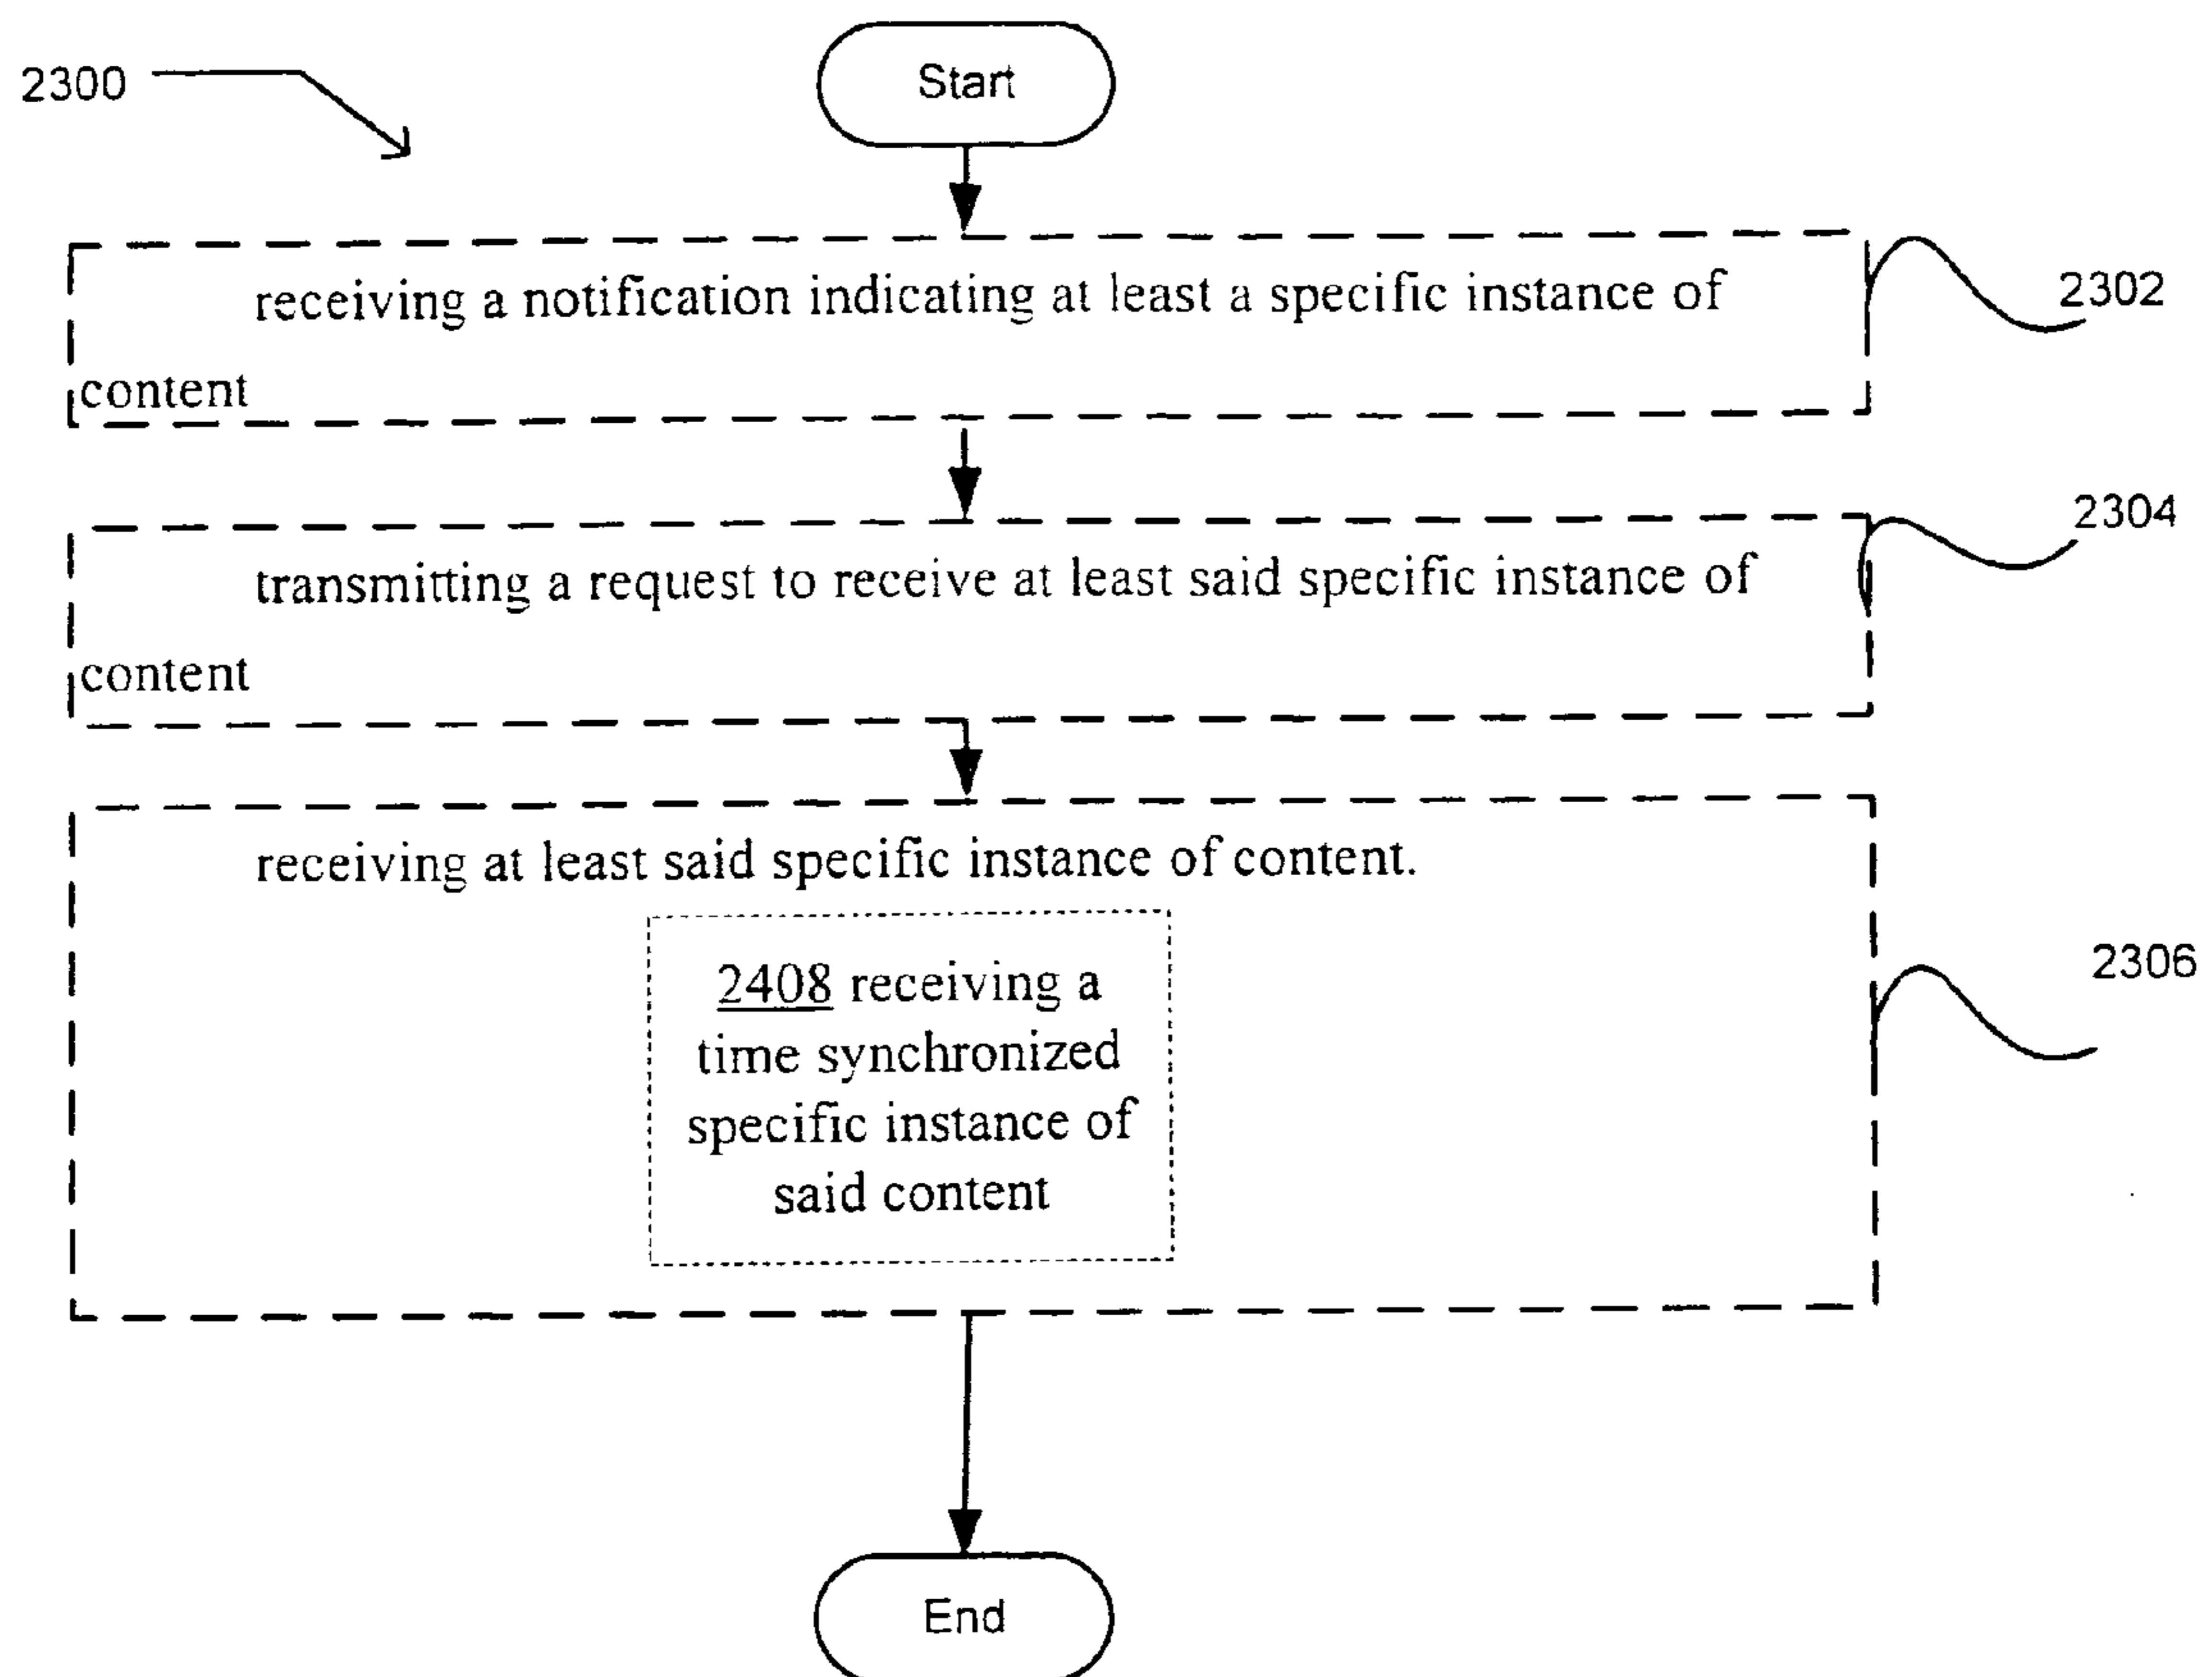 Start
2300
receiving a notification indicating at least a specific instance of
content
2302
transmitting a request to receive at least said specific instance of
content
2304
receiving at least said specific instance of content.
2408 receiving a
time synchronized
specific instance of
said content
2306
End